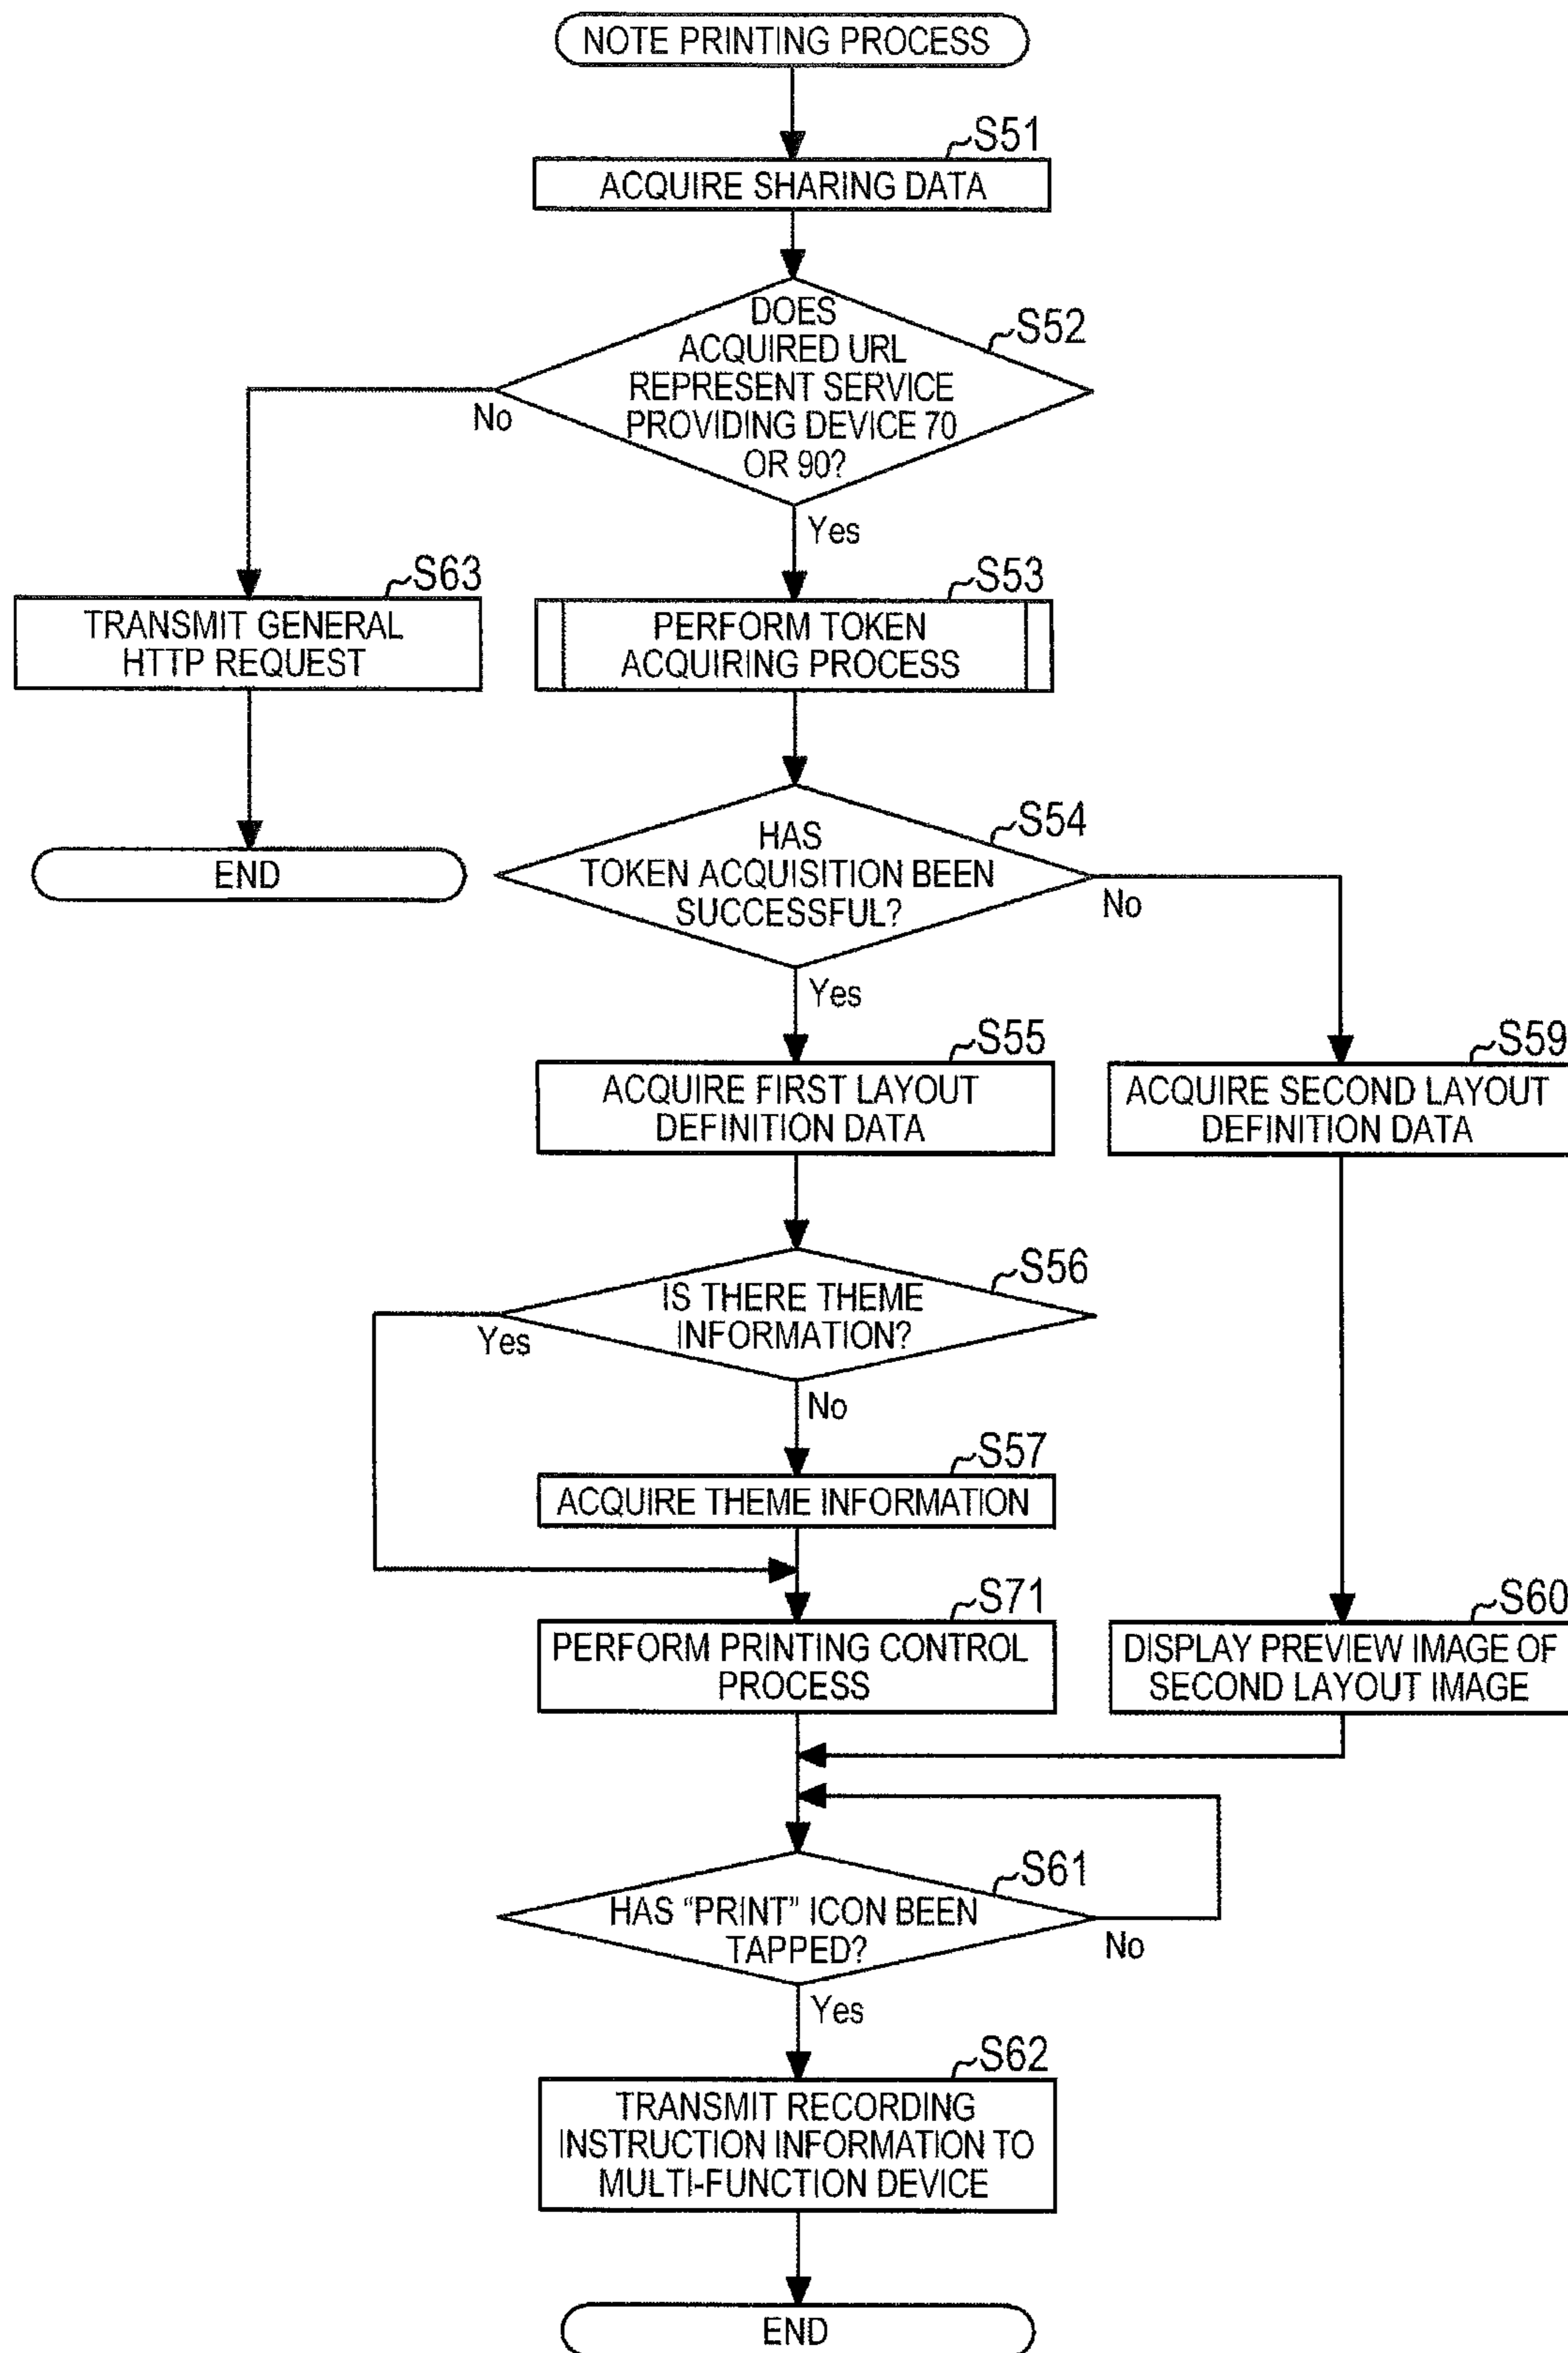 NOTE PRINTING PROCESS
S51
ACQUIRE SHARING DATA
S52
DOES
ACQUIRED URL
REPRESENT SERVICE
PROVIDING DEVICE 70
OR 90?
No
Yes
S63
TRANSMIT GENERAL
HTTP REQUEST
END
S53
PERFORM TOKEN
ACQUIRING PROCESS
S54
HAS
TOKEN ACQUISITION BEEN
SUCCESSFUL?
No
Yes
S55
ACQUIRE FIRST LAYOUT
DEFINITION DATA
S59
ACQUIRE SECOND LAYOUT
DEFINITION DATA
S56
IS THERE THEME
INFORMATION?
Yes
No
S57
ACQUIRE THEME INFORMATION
S71
PERFORM PRINTING CONTROL
PROCESS
S60
DISPLAY PREVIEW IMAGE OF
SECOND LAYOUT IMAGE
S61
HAS “PRINT” ICON BEEN
TAPPED?
No
Yes
S62
TRANSMIT RECORDING
INSTRUCTION INFORMATION TO
MULTI-FUNCTION DEVICE
END